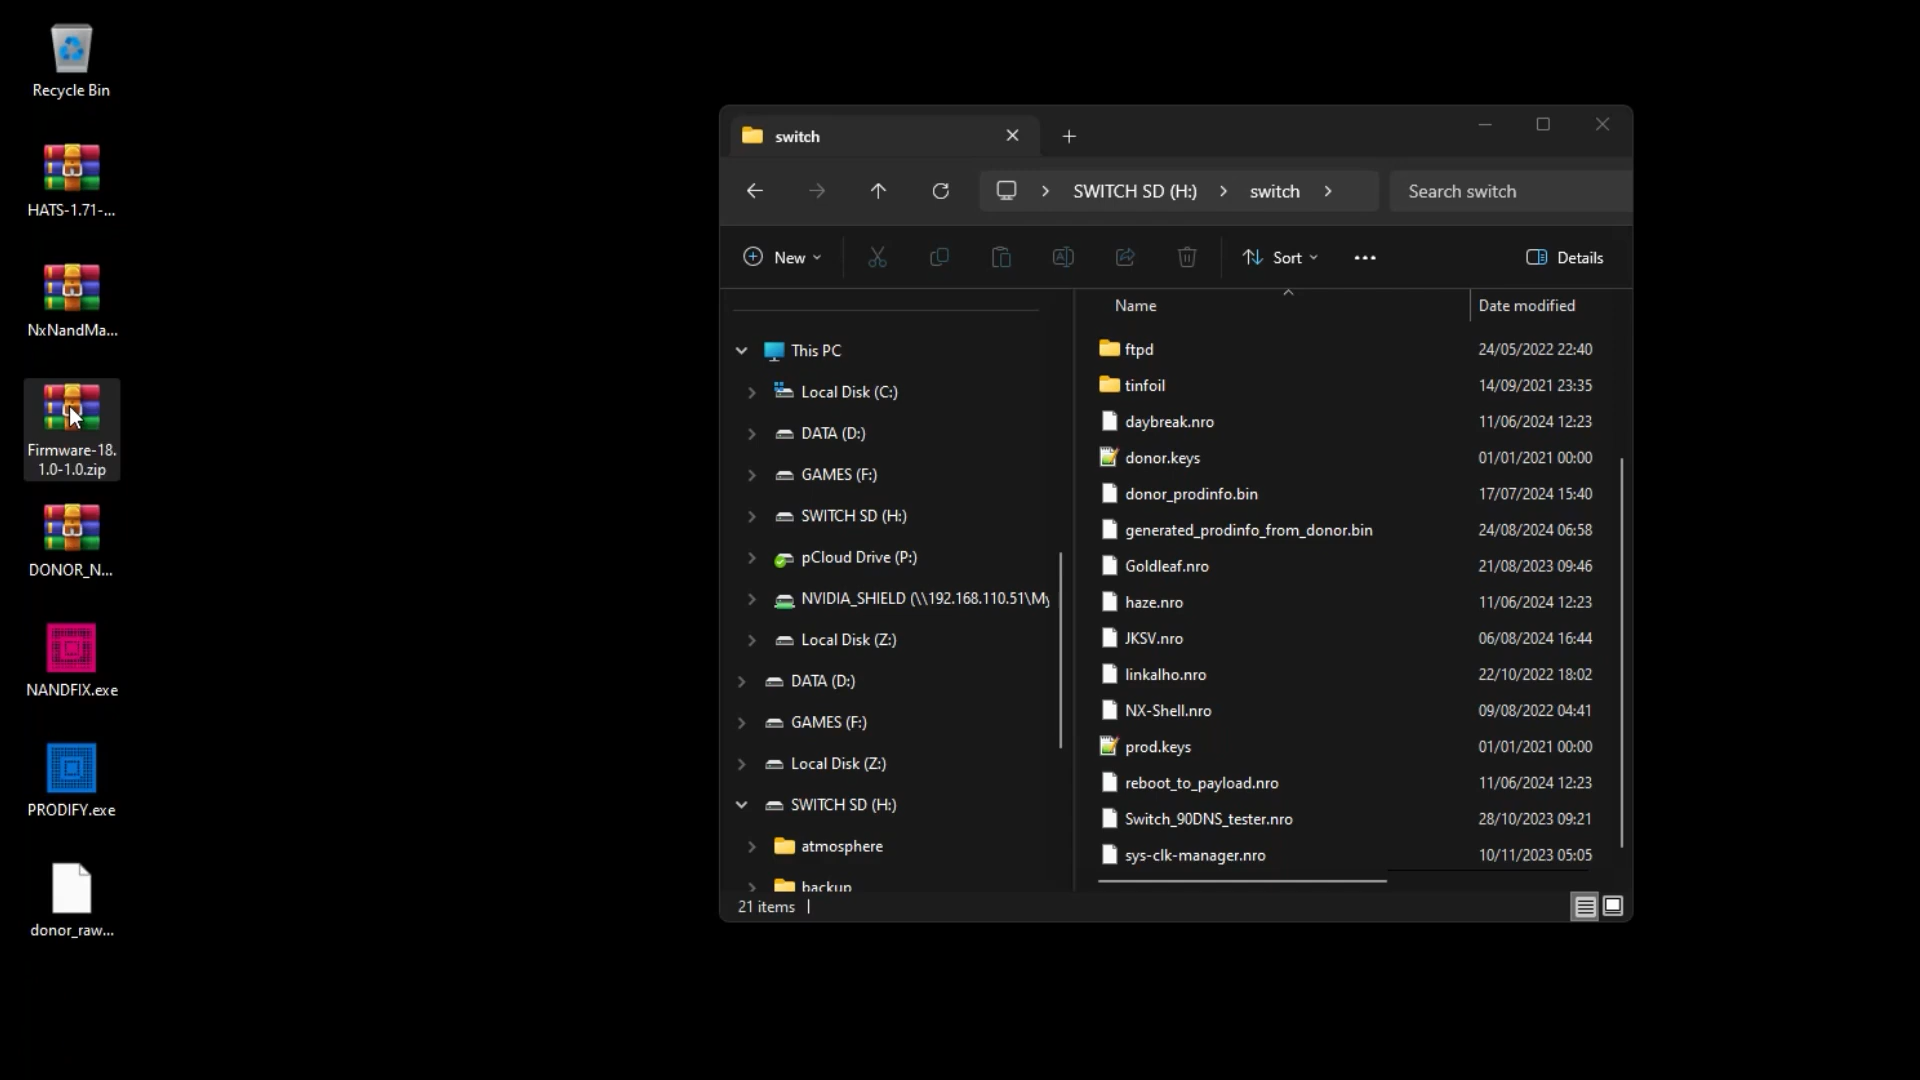 Recycle Bin
HATS-1.71-...
NxNandMa...
Firmware-18.
1.0-1.0.zip
DONOR_N...
NANDFIX.exe
PRODIFY.exe
donor_raw...
switch
SWITCH SD (H:)
switch
Search switch
New
Sort
Details
This PC
Local Disk (C:)
DATA (D:)
GAMES (F:)
SWITCH SD (H:)
pCloud Drive (P:)
NVIDIA_SHIELD (\\192.168.110.51\My
Local Disk (Z:)
DATA (D:)
GAMES (F:)
Local Disk (Z:)
SWITCH SD (H:)
atmosphere
backup
Name Date modified
ftpd 24/05/2022 22:40
tinfoil 14/09/2021 23:35
daybreak.nro 11/06/2024 12:23
donor.keys 01/01/2021 00:00
donor_prodinfo.bin 17/07/2024 15:40
generated_prodinfo_from_donor.bin 24/08/2024 06:58
Goldleaf.nro 21/08/2023 09:46
haze.nro 11/06/2024 12:23
JKSV.nro 06/08/2024 16:44
linkalho.nro 22/10/2022 18:02
NX-Shell.nro 09/08/2022 04:41
prod.keys 01/01/2021 00:00
reboot_to_payload.nro 11/06/2024 12:23
Switch_90DNS_tester.nro 28/10/2023 09:21
sys-clk-manager.nro 10/11/2023 05:05
21 items